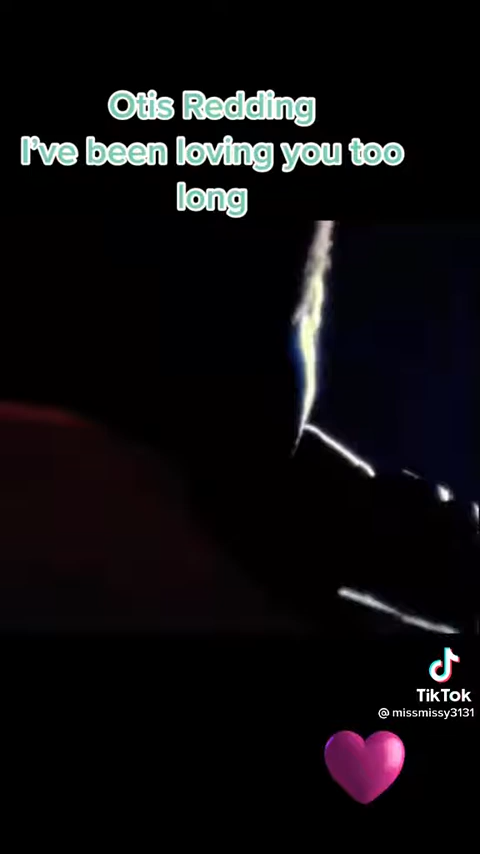 Otis Redding
I've been loving you too
long
TikTok
@missmissy3131